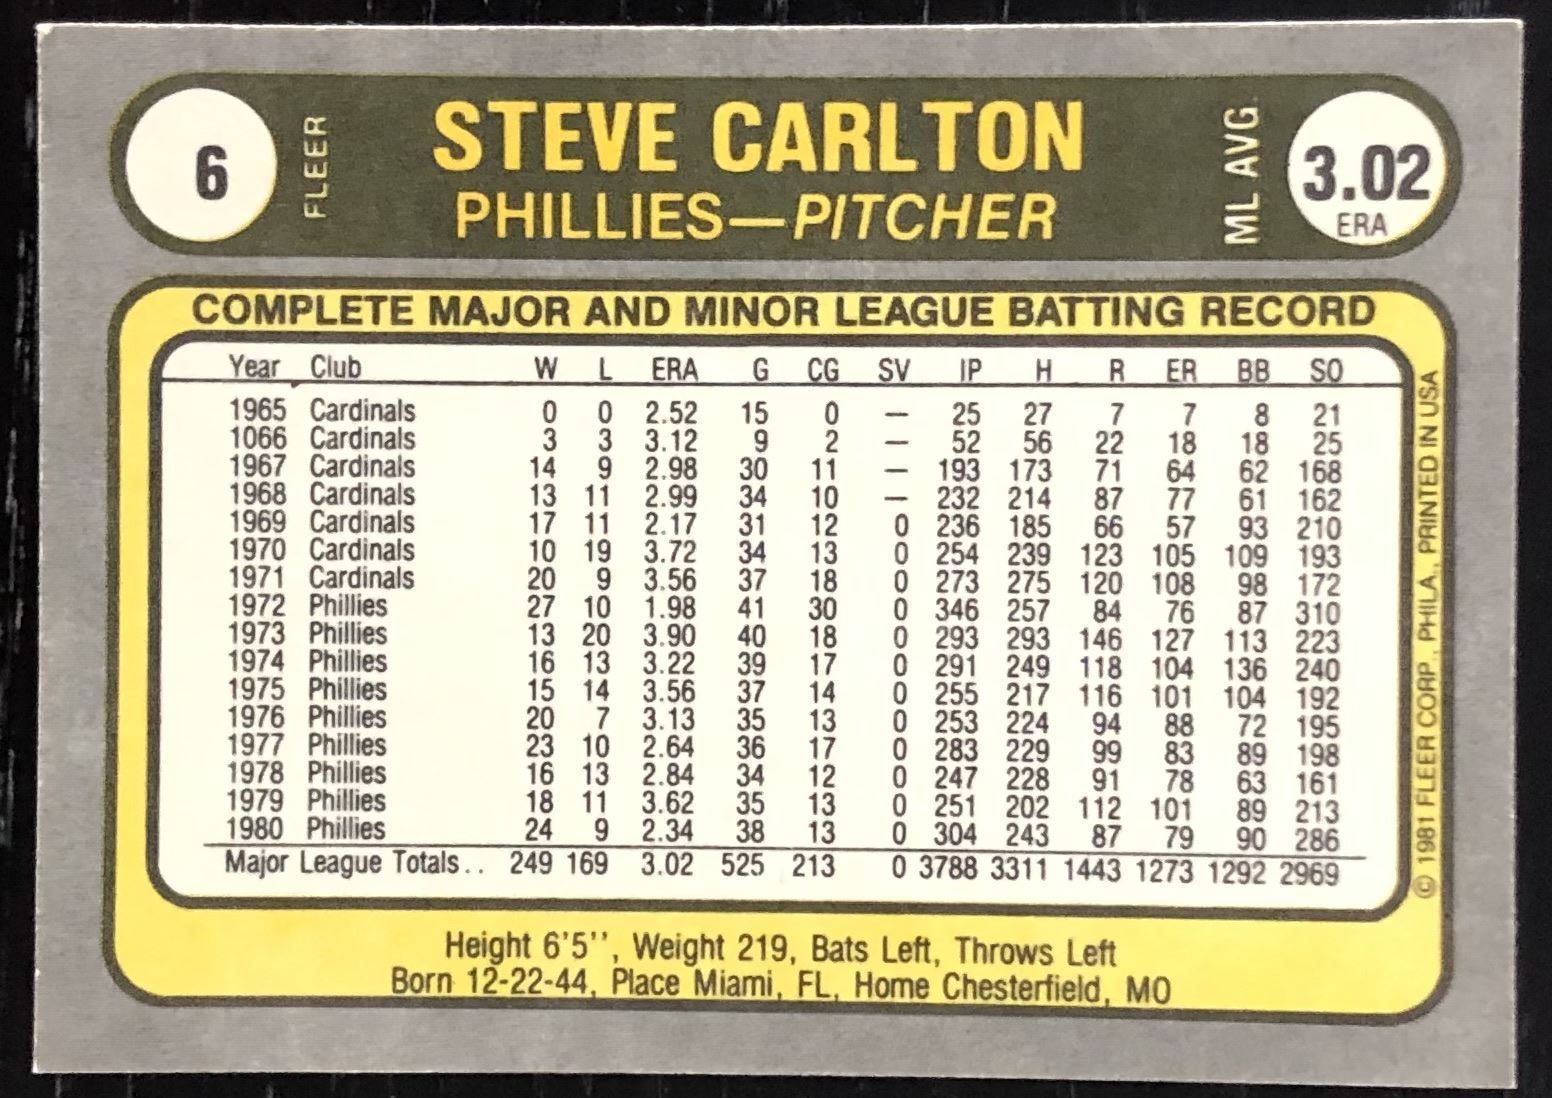 6 FLEER STEVE CARLTON ML AVG. 3.02
PHILLIES—PITCHER ERA
COMPLETE MAJOR AND MINOR LEAGUE BATTING RECORD
Year Club W L ERA G CG SV IP H R ER BB SO
1965 Cardinals 0 0 2.52 15 0 — 25 27 7 7 8 21
1066 Cardinals 3 3 3.12 9 2 — 52 56 22 18 18 25
1967 Cardinals 14 9 2.98 30 11 — 193 173 71 64 62 168
1968 Cardinals 13 11 2.99 34 10 — 232 214 87 77 61 162
1969 Cardinals 17 11 2.17 31 12 0 236 185 66 57 93 210
1970 Cardinals 10 19 3.72 34 13 0 254 239 123 105 109 193
1971 Cardinals 20 9 3.56 37 18 0 273 275 120 108 98 172
1972 Phillies 27 10 1.98 41 30 0 346 257 84 76 87 310
1973 Phillies 13 20 3.90 40 18 0 293 293 146 127 113 223
1974 Phillies 16 13 3.22 39 17 0 291 249 118 104 136 240
1975 Phillies 15 14 3.56 37 14 0 255 217 116 101 104 192
1976 Phillies 20 7 3.13 35 13 0 253 224 94 88 72 195
1977 Phillies 23 10 2.64 36 17 0 283 229 99 83 89 198
1978 Phillies 16 13 2.84 34 12 0 247 228 91 78 63 161
1979 Phillies 18 11 3.62 35 13 0 251 202 112 101 89 213
1980 Phillies 24 9 2.34 38 13 0 304 243 87 79 90 286
Major League Totals.. 249 169 3.02 525 213 0 3788 3311 1443 1273 1292 2969
Height 6'5'', Weight 219, Bats Left, Throws Left
Born 12-22-44, Place Miami, FL, Home Chesterfield, MO
© 1981 FLEER CORP., PHILA., PRINTED IN USA